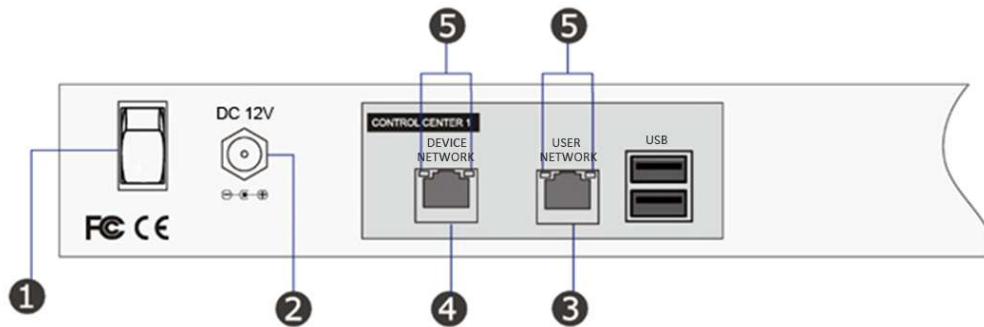 5 5
DC 12V
CONTROL CENTER 1
DEVICE
NETWORK
USER
NETWORK
USB
1
FC CE
2
4
3